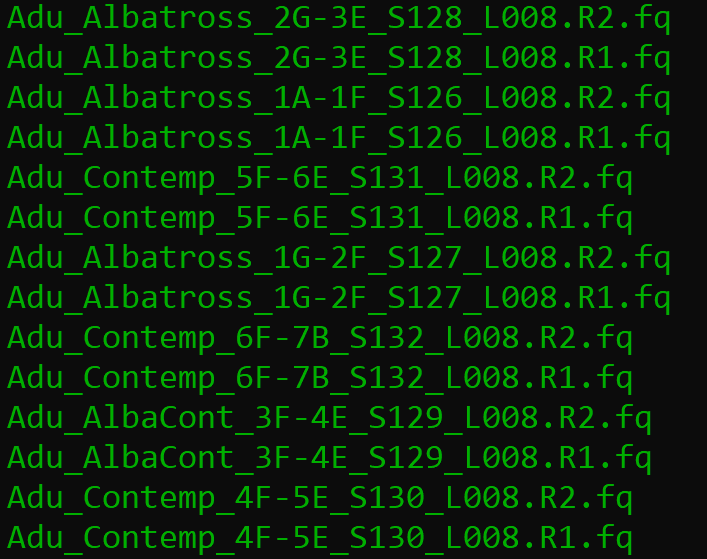 Adu_Albatross_2G-3E_S128_L008.R2.fq
Adu_Albatross_2G-3E_S128_L008.R1.fq
Adu_Albatross_1A-1F_S126_L008.R2.fq
Adu_Albatross_1A-1F_S126_L008.R1.fq
Adu_Contemp_5F-6E_S131_L008.R2.fq
Adu_Contemp_5F-6E_S131_L008.R1.fq
Adu_Albatross_1G-2F_S127_L008.R2.fq
Adu_Albatross_1G-2F_S127_L008.R1.fq
Adu_Contemp_6F-7B_S132_L008.R2.fq
Adu_Contemp_6F-7B_S132_L008.R1.fq
Adu_AlbaCont_3F-4E_S129_L008.R2.fq
Adu_AlbaCont_3F-4E_S129_L008.R1.fq
Adu_Contemp_4F-5E_S130_L008.R2.fq
Adu_Contemp_4F-5E_S130_L008.R1.fq